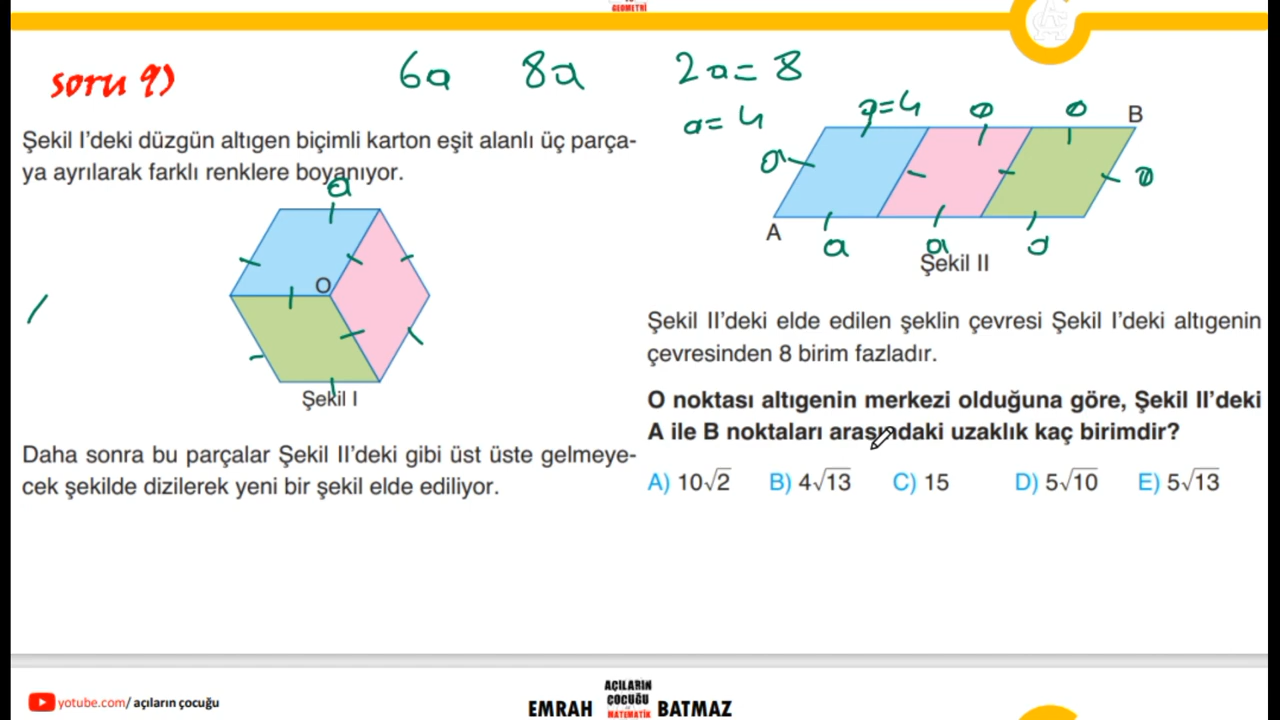 GEOMETRİ
soru 9)
6a 8a 2a = 8
a = 4
a=4 a a B
Şekil I'deki düzgün altıgen biçimli karton eşit alanlı üç parça-
ya ayrılarak farklı renklere boyanıyor.
a
O
Şekil I
Daha sonra bu parçalar Şekil II'deki gibi üst üste gelmeye-
cek şekilde dizilerek yeni bir şekil elde ediliyor.
a a
A a a a
Şekil II
Şekil II'deki elde edilen şeklin çevresi Şekil I'deki altıgenin
çevresinden 8 birim fazladır.
O noktası altıgenin merkezi olduğuna göre, Şekil II'deki
A ile B noktaları arasındaki uzaklık kaç birimdir?
A) 10√2 B) 4√13 C) 15 D) 5√10 E) 5√13
yotube.com/ açıların çocuğu
EMRAH AÇILARIN ÇOCUĞU MATEMATİK BATMAZ